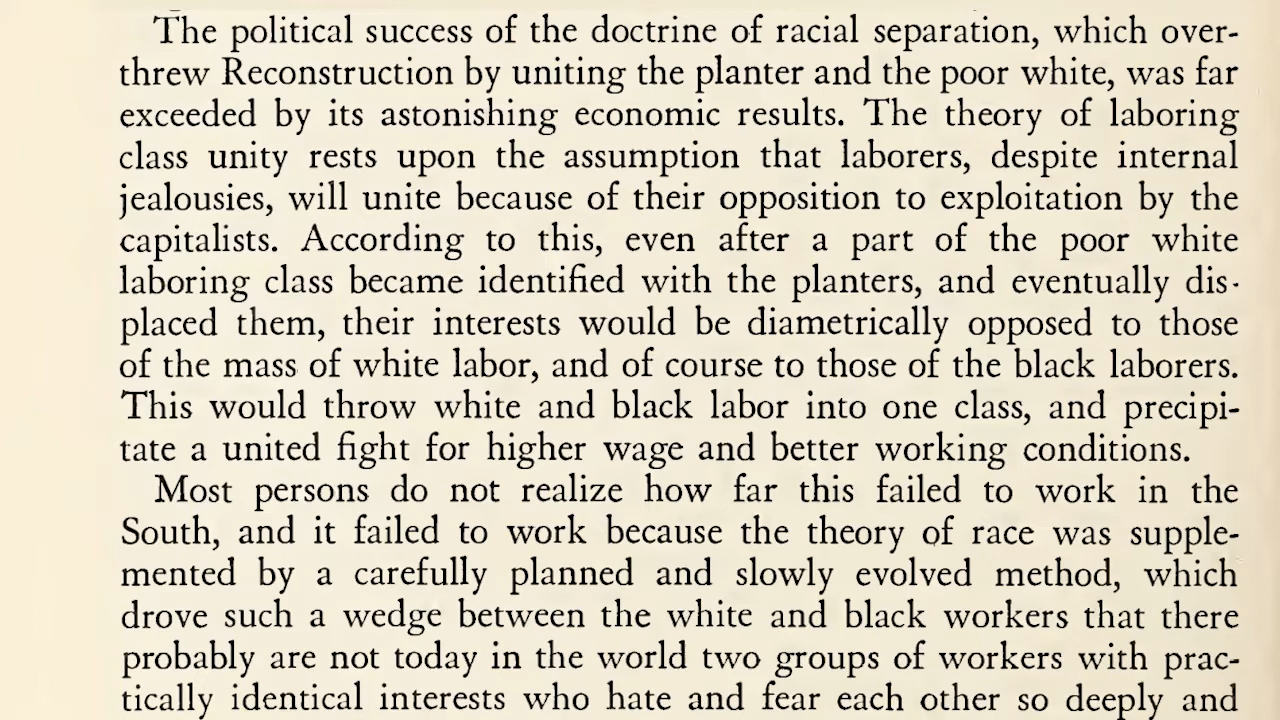 The political success of the doctrine of racial separation, which over-
threw Reconstruction by uniting the planter and the poor white, was far
exceeded by its astonishing economic results. The theory of laboring
class unity rests upon the assumption that laborers, despite internal
jealousies, will unite because of their opposition to exploitation by the
capitalists. According to this, even after a part of the poor white
laboring class became identified with the planters, and eventually dis-
placed them, their interests would be diametrically opposed to those
of the mass of white labor, and of course to those of the black laborers.
This would throw white and black labor into one class, and precipi-
tate a united fight for higher wage and better working conditions.
Most persons do not realize how far this failed to work in the
South, and it failed to work because the theory of race was supple-
mented by a carefully planned and slowly evolved method, which
drove such a wedge between the white and black workers that there
probably are not today in the world two groups of workers with prac-
tically identical interests who hate and fear each other so deeply and